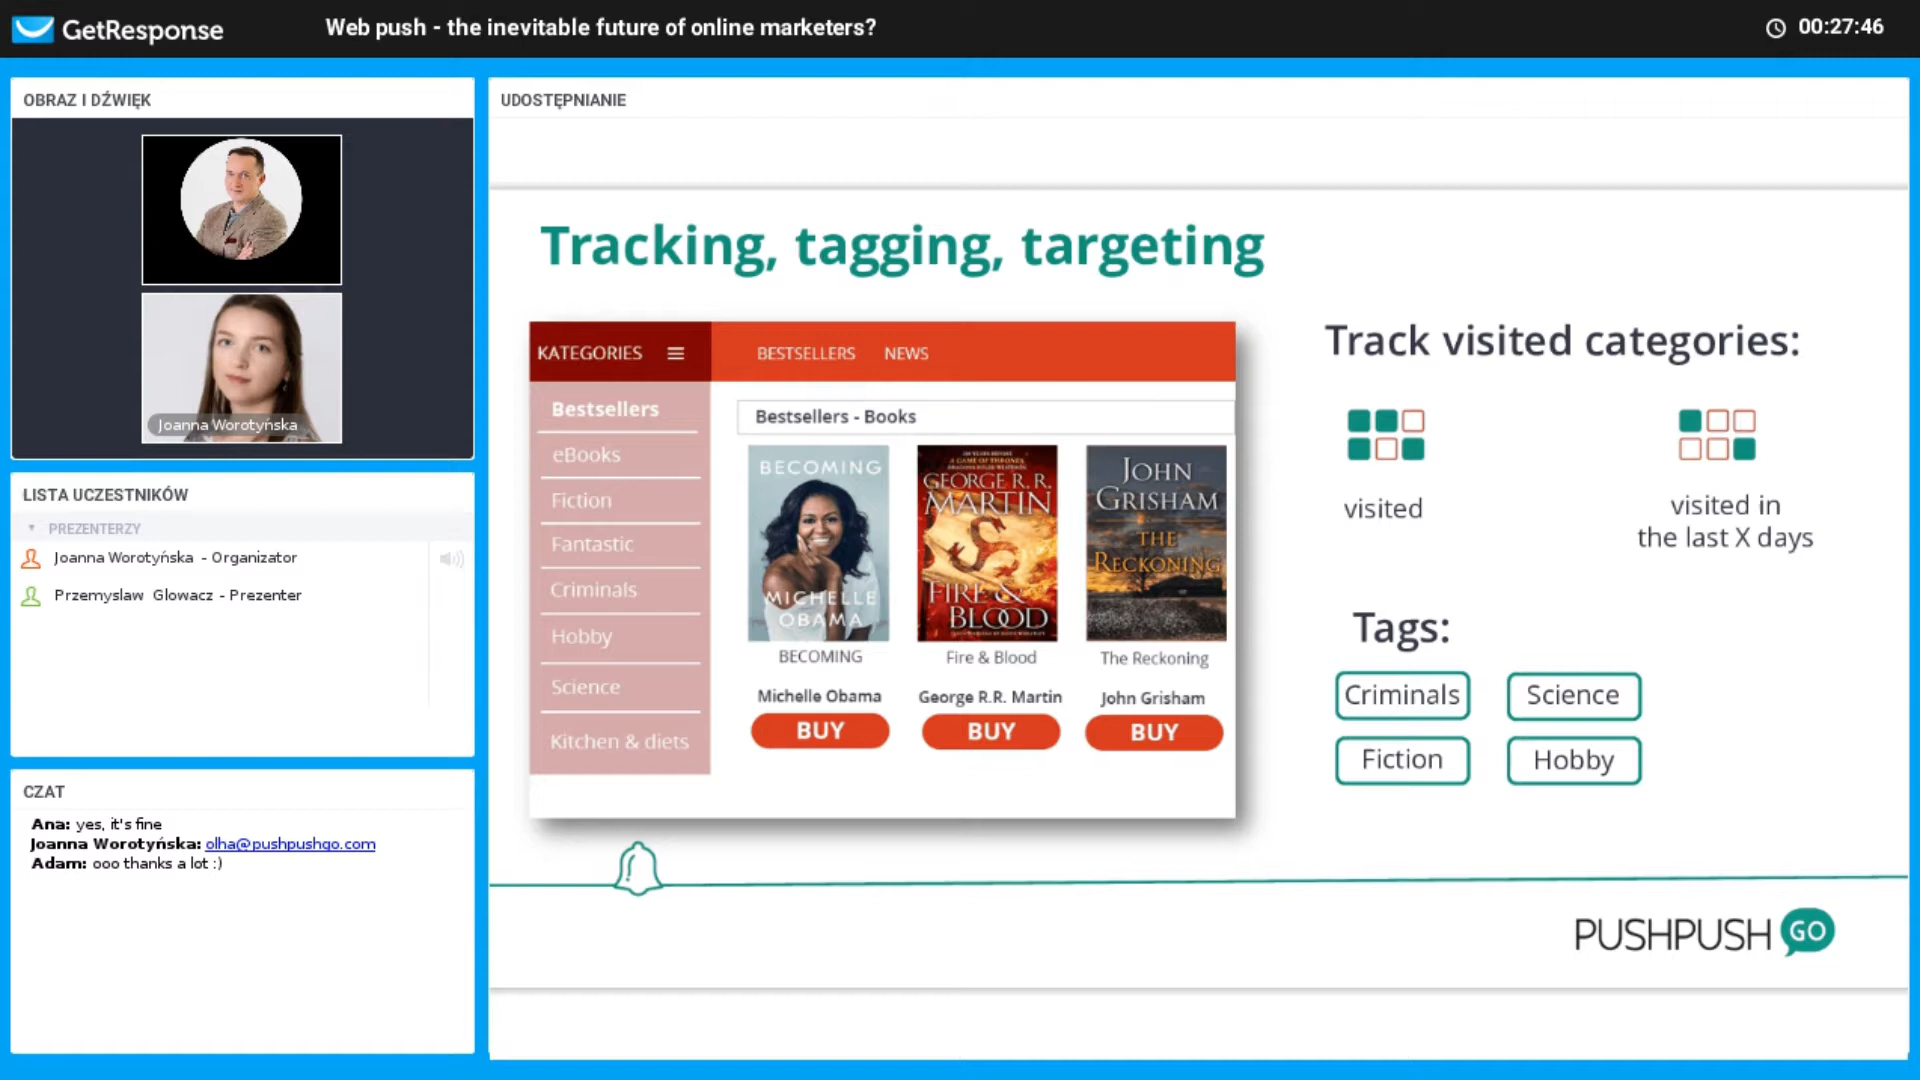 GetResponse
Web push - the inevitable future of online marketers?
00:27:46
OBRAZ I DŹWIĘK
Joanna Worotyńska
LISTA UCZESTNIKÓW
PREZENTERZY
Joanna Worotyńska - Organizator
Przemyslaw Glowacz - Prezenter
CZAT
Ana: yes, it's fine
Joanna Worotyńska: olha@pushpushgo.com
Adam: ooo thanks a lot :)
UDOSTĘPNIANIE
Tracking, tagging, targeting
KATEGORIES
BESTSELLERS NEWS
Bestsellers
eBooks
Fiction
Fantastic
Criminals
Hobby
Science
Kitchen & diets
Bestsellers - Books
BECOMING
MICHELLE
OBAMA
BECOMING
Michelle Obama
BUY
A GAME OF THRONES
GEORGE R. R.
MARTIN
FIRE &
BLOOD
Fire & Blood
George R.R. Martin
BUY
JOHN
GRISHAM
THE
RECKONING
The Reckoning
John Grisham
BUY
Track visited categories:
visited
visited in
the last X days
Tags:
Criminals
Science
Fiction
Hobby
PUSHPUSH GO